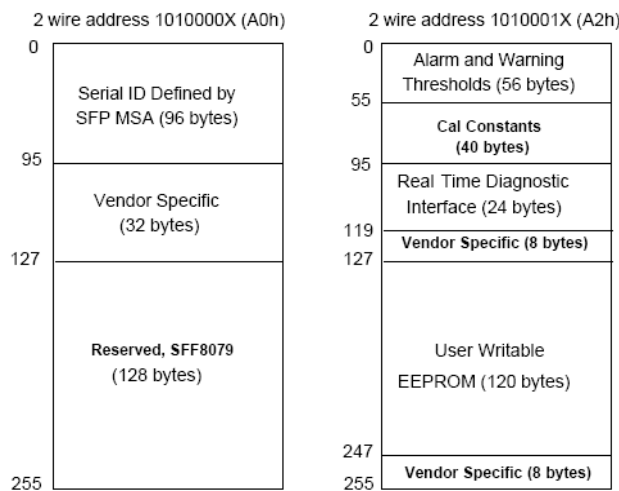 2 wire address 1010000X (A0h)
0
Serial ID Defined by
SFP MSA (96 bytes)
95
Vendor Specific
(32 bytes)
127
Reserved, SFF8079
(128 bytes)
255
2 wire address 1010001X (A2h)
0
Alarm and Warning
Thresholds (56 bytes)
55
Cal Constants
(40 bytes)
95
Real Time Diagnostic
Interface (24 bytes)
119
Vendor Specific (8 bytes)
127
User Writable
EEPROM (120 bytes)
247
Vendor Specific (8 bytes)
255